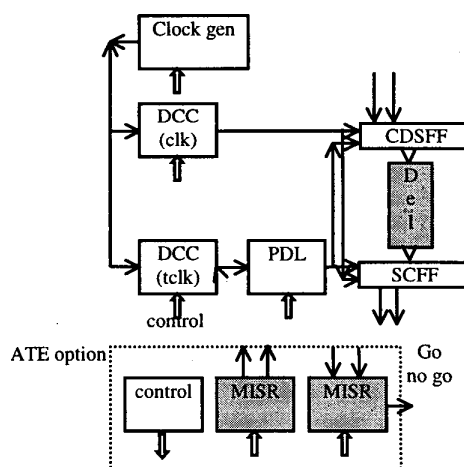 Clock gen
DCC
(clk)
CDSFF
D
e
l
DCC
(tclk)
PDL
SCFF
control
ATE option
Go
no go
control
MISR
MISR